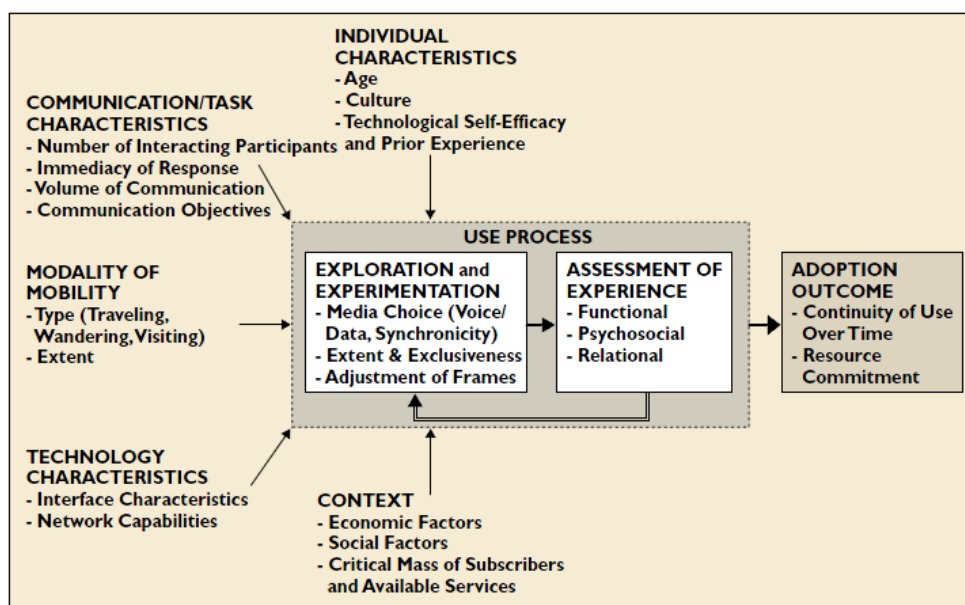 INDIVIDUAL
CHARACTERISTICS
- Age
- Culture
- Technological Self-Efficacy
and Prior Experience
COMMUNICATION/TASK
CHARACTERISTICS
- Number of Interacting Participants
- Immediacy of Response
- Volume of Communication
- Communication Objectives
MODALITY OF
MOBILITY
- Type (Traveling,
Wandering, Visiting)
- Extent
TECHNOLOGY
CHARACTERISTICS
- Interface Characteristics
- Network Capabilities
USE PROCESS
EXPLORATION and
EXPERIMENTATION
- Media Choice (Voice/
Data, Synchronicity)
- Extent & Exclusiveness
- Adjustment of Frames
ASSESSMENT OF
EXPERIENCE
- Functional
- Psychosocial
- Relational
ADOPTION
OUTCOME
- Continuity of Use
Over Time
- Resource
Commitment
CONTEXT
- Economic Factors
- Social Factors
- Critical Mass of Subscribers
and Available Services